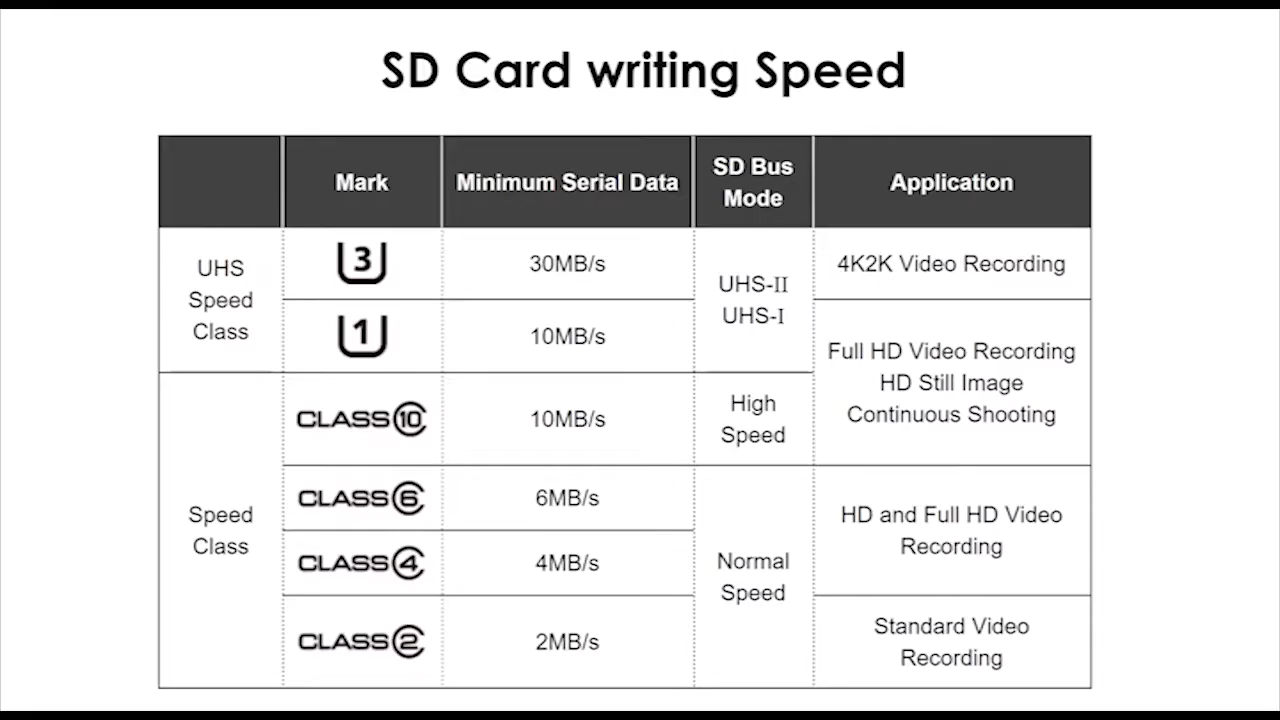 SD Card writing Speed
Mark
Minimum Serial Data
SD Bus
Mode
Application
UHS
Speed
Class
3
30MB/s
UHS-II
UHS-I
4K2K Video Recording
1
10MB/s
Full HD Video Recording
HD Still Image
Continuous Shooting
Speed
Class
CLASS 10
10MB/s
High
Speed
CLASS 6
6MB/s
Normal
Speed
HD and Full HD Video
Recording
CLASS 4
4MB/s
CLASS 2
2MB/s
Standard Video
Recording